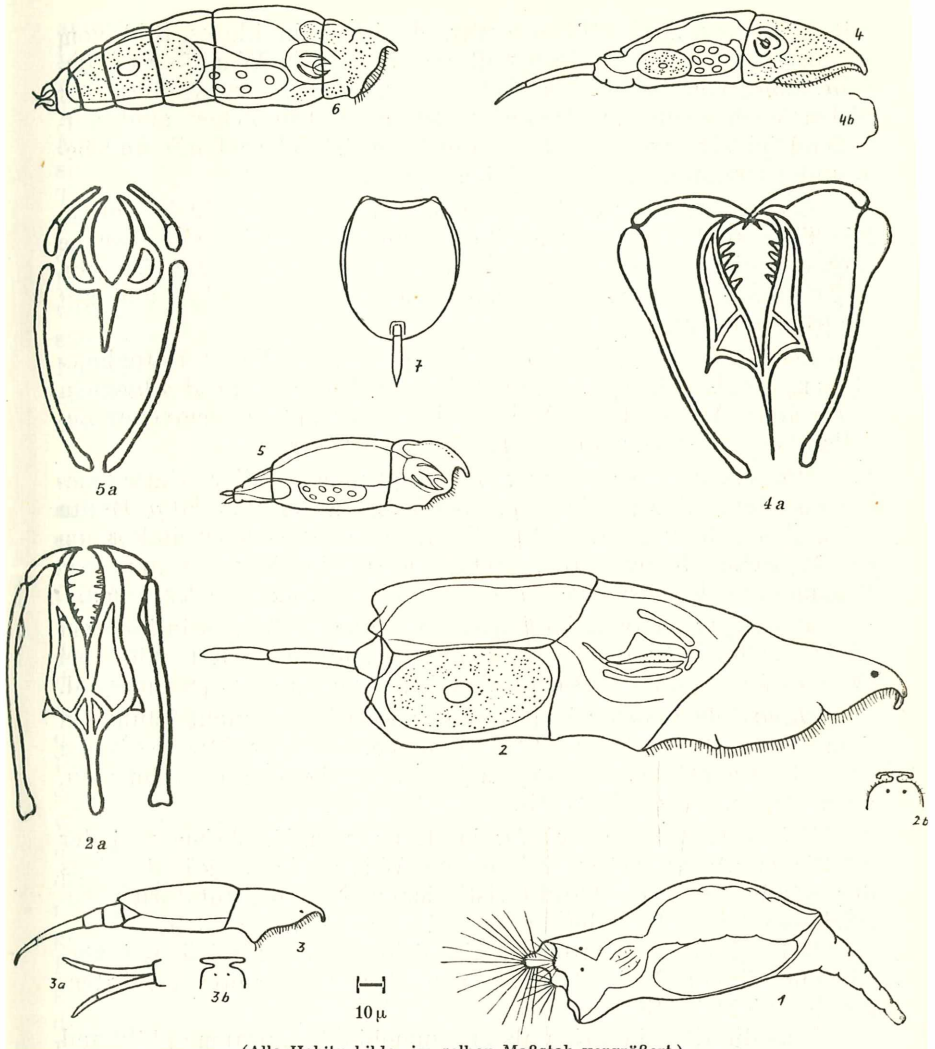 6
4
4b
5a
7
5
4a
2
2a
2b
3
3a
3b
10 µ
1
(Alle Habitusbilder im selben Maßstab vergrößert.)